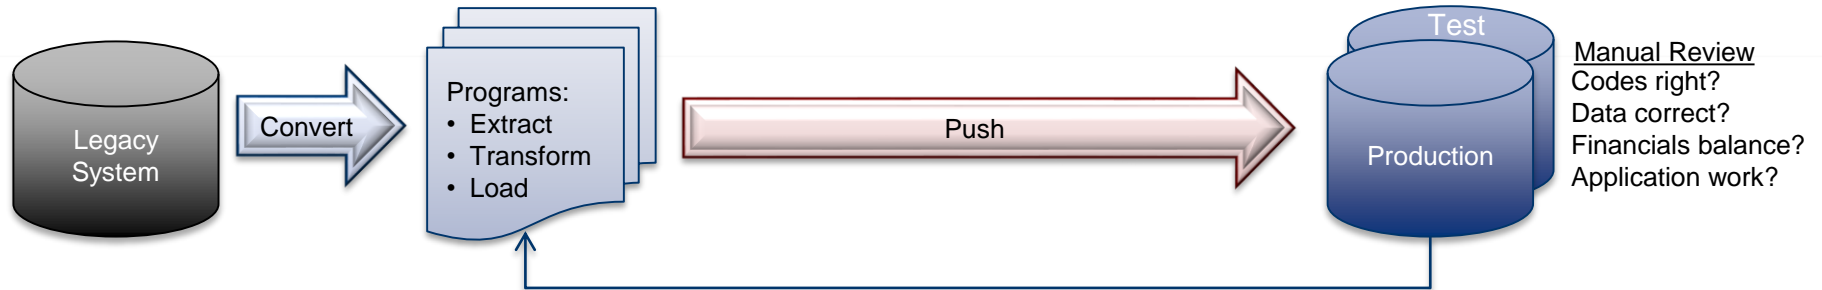 Legacy
System
Convert
Programs:
• Extract
• Transform
• Load
Push
Test
Production
Manual Review
Codes right?
Data correct?
Financials balance?
Application work?